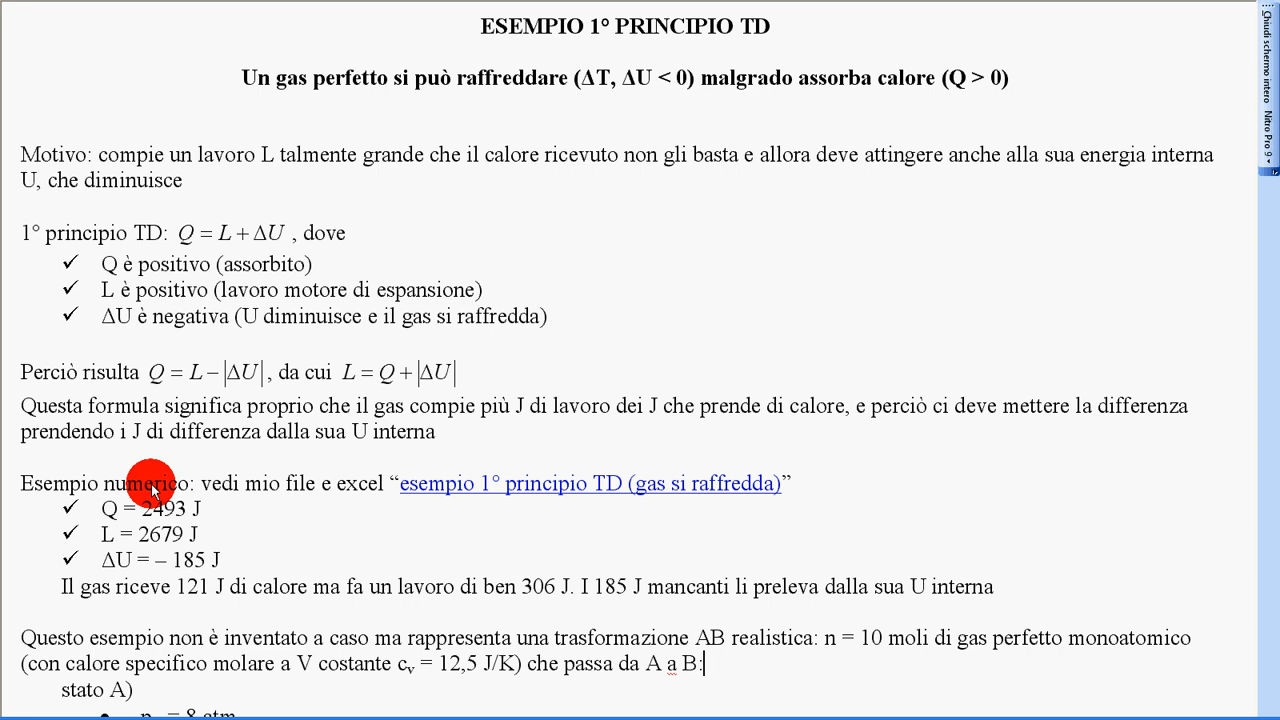 ESEMPIO 1° PRINCIPIO TD
Un gas perfetto si può raffreddare (ΔT, ΔU < 0) malgrado assorba calore (Q > 0)
Motivo: compie un lavoro L talmente grande che il calore ricevuto non gli basta e allora deve attingere anche alla sua energia interna
U, che diminuisce
1° principio TD: Q = L + ΔU , dove
✓ Q è positivo (assorbito)
✓ L è positivo (lavoro motore di espansione)
✓ ΔU è negativa (U diminuisce e il gas si raffredda)
Perciò risulta Q = L − |ΔU| , da cui L = Q + |ΔU|
Questa formula significa proprio che il gas compie più J di lavoro dei J che prende di calore, e perciò ci deve mettere la differenza
prendendo i J di differenza dalla sua U interna
Esempio numerico: vedi mio file e excel “esempio 1° principio TD (gas si raffredda)”
✓ Q = 2493 J
✓ L = 2679 J
✓ ΔU = – 185 J
Il gas riceve 121 J di calore ma fa un lavoro di ben 306 J. I 185 J mancanti li preleva dalla sua U interna
Questo esempio non è inventato a caso ma rappresenta una trasformazione AB realistica: n = 10 moli di gas perfetto monoatomico
(con calore specifico molare a V costante cv = 12,5 J/K) che passa da A a B:
stato A)
• p = 8 atm
Chiudi schermo intero Nitro Pro 9